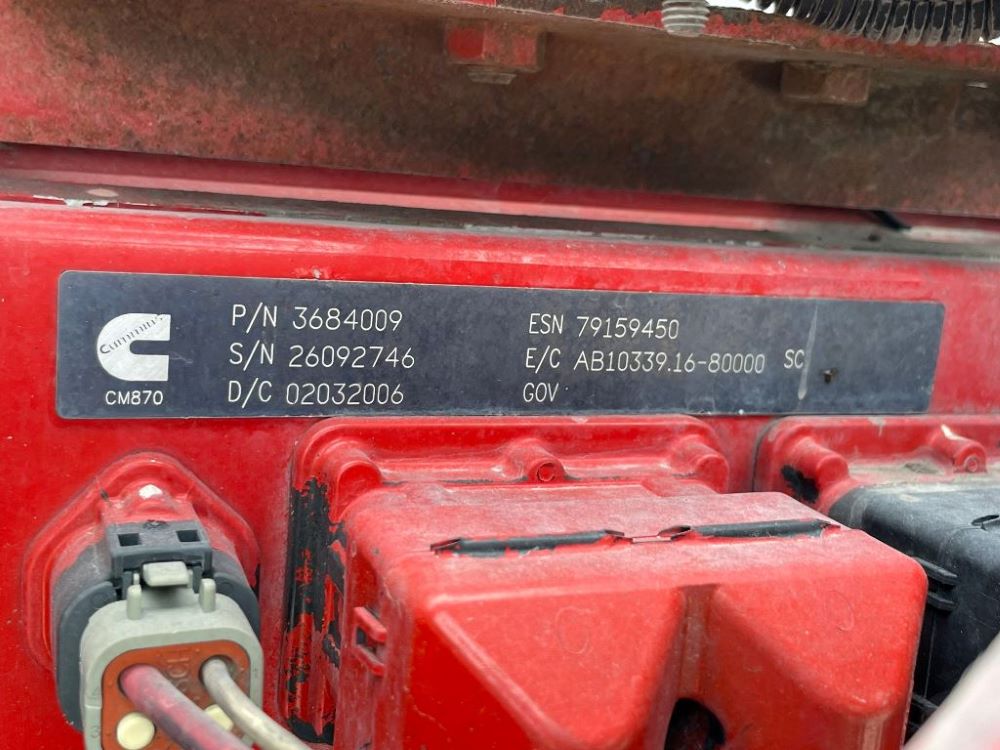 Cummins
CM870
P/N 3684009
S/N 26092746
D/C 02032006
ESN 79159450
E/C AB10339.16-80000 SC
GOV